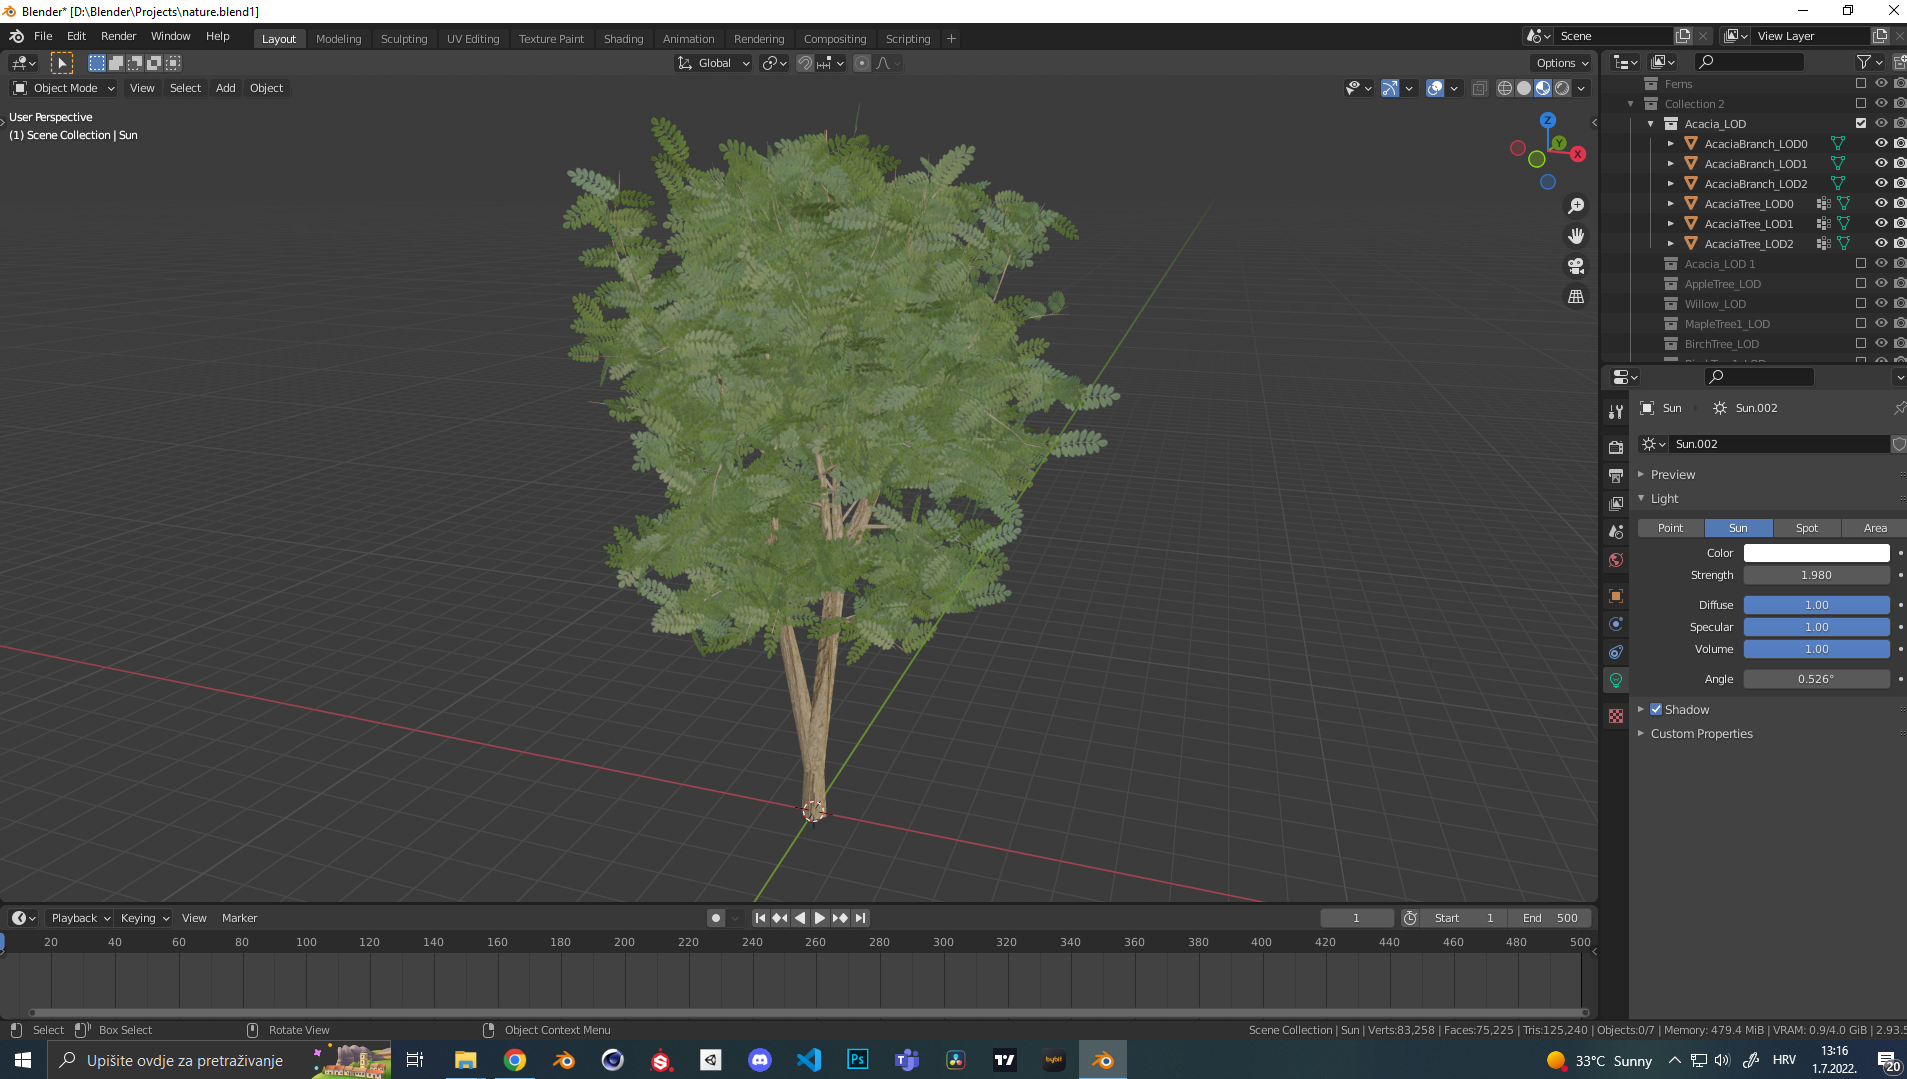 Blender* [D:\Blender\Projects\nature.blend1]
File Edit Render Window Help Layout Modeling Sculpting UV Editing Texture Paint Shading Animation Rendering Compositing Scripting + Scene View Layer
Global Options
Object Mode View Select Add Object
User Perspective
(1) Scene Collection | Sun
Z
Y
X
Ferns
Collection 2
Acacia_LOD
AcaciaBranch_LOD0
AcaciaBranch_LOD1
AcaciaBranch_LOD2
AcaciaTree_LOD0
AcaciaTree_LOD1
AcaciaTree_LOD2
Acacia_LOD 1
AppleTree_LOD
Willow_LOD
MapleTree1_LOD
BirchTree_LOD
Sun Sun.002
Sun.002
Preview
Light
Point Sun Spot Area
Color
Strength 1.980
Diffuse 1.00
Specular 1.00
Volume 1.00
Angle 0.526°
Shadow
Custom Properties
Playback Keying View Marker 1 Start 1 End 500
20 40 60 80 100 120 140 160 180 200 220 240 260 280 300 320 340 360 380 400 420 440 460 480 500
Select Box Select Rotate View Object Context Menu Scene Collection | Sun | Verts:83,258 | Faces:75,225 | Tris:125,240 | Objects:0/7 | Memory: 479.4 MiB | VRAM: 0.9/4.0 GiB | 2.93.5
Upišite ovdje za pretraživanje Ps bybit 33°C Sunny HRV 13:16
1.7.2022. 20